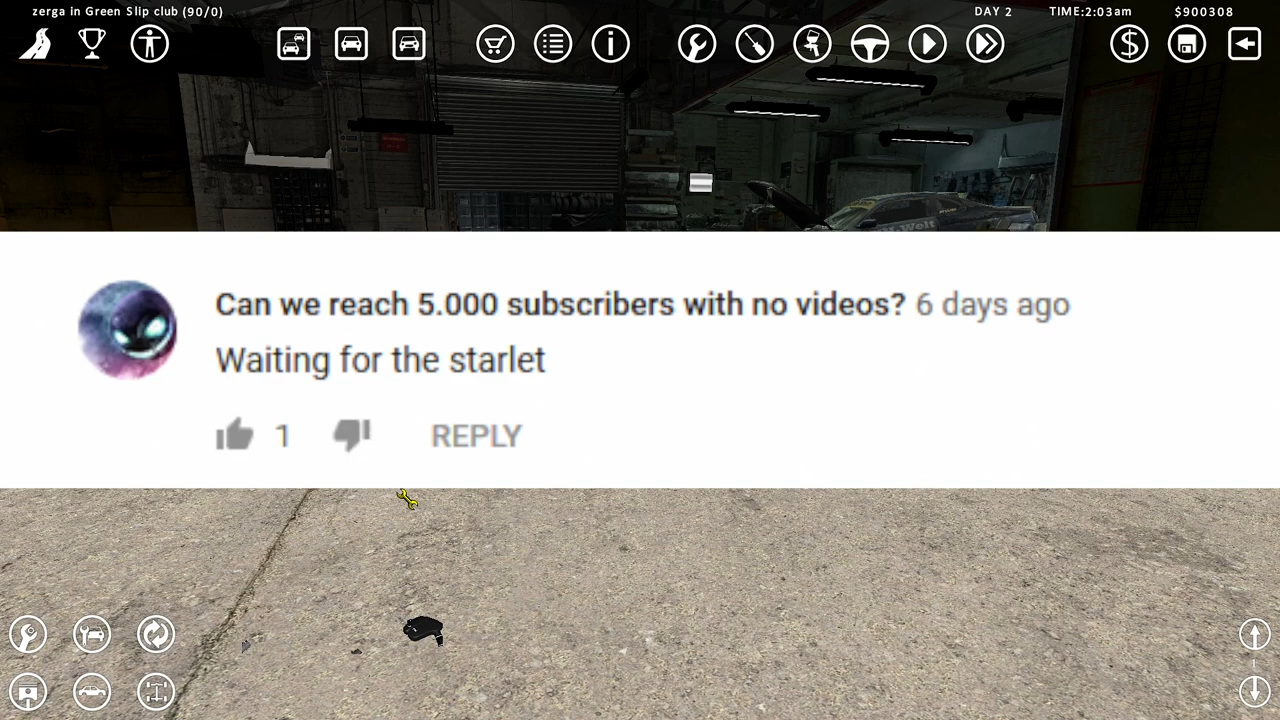 zerga in Green Slip club (90/0)
DAY 2
TIME:2:03am
$900308
Can we reach 5.000 subscribers with no videos? 6 days ago
Waiting for the starlet
1
REPLY